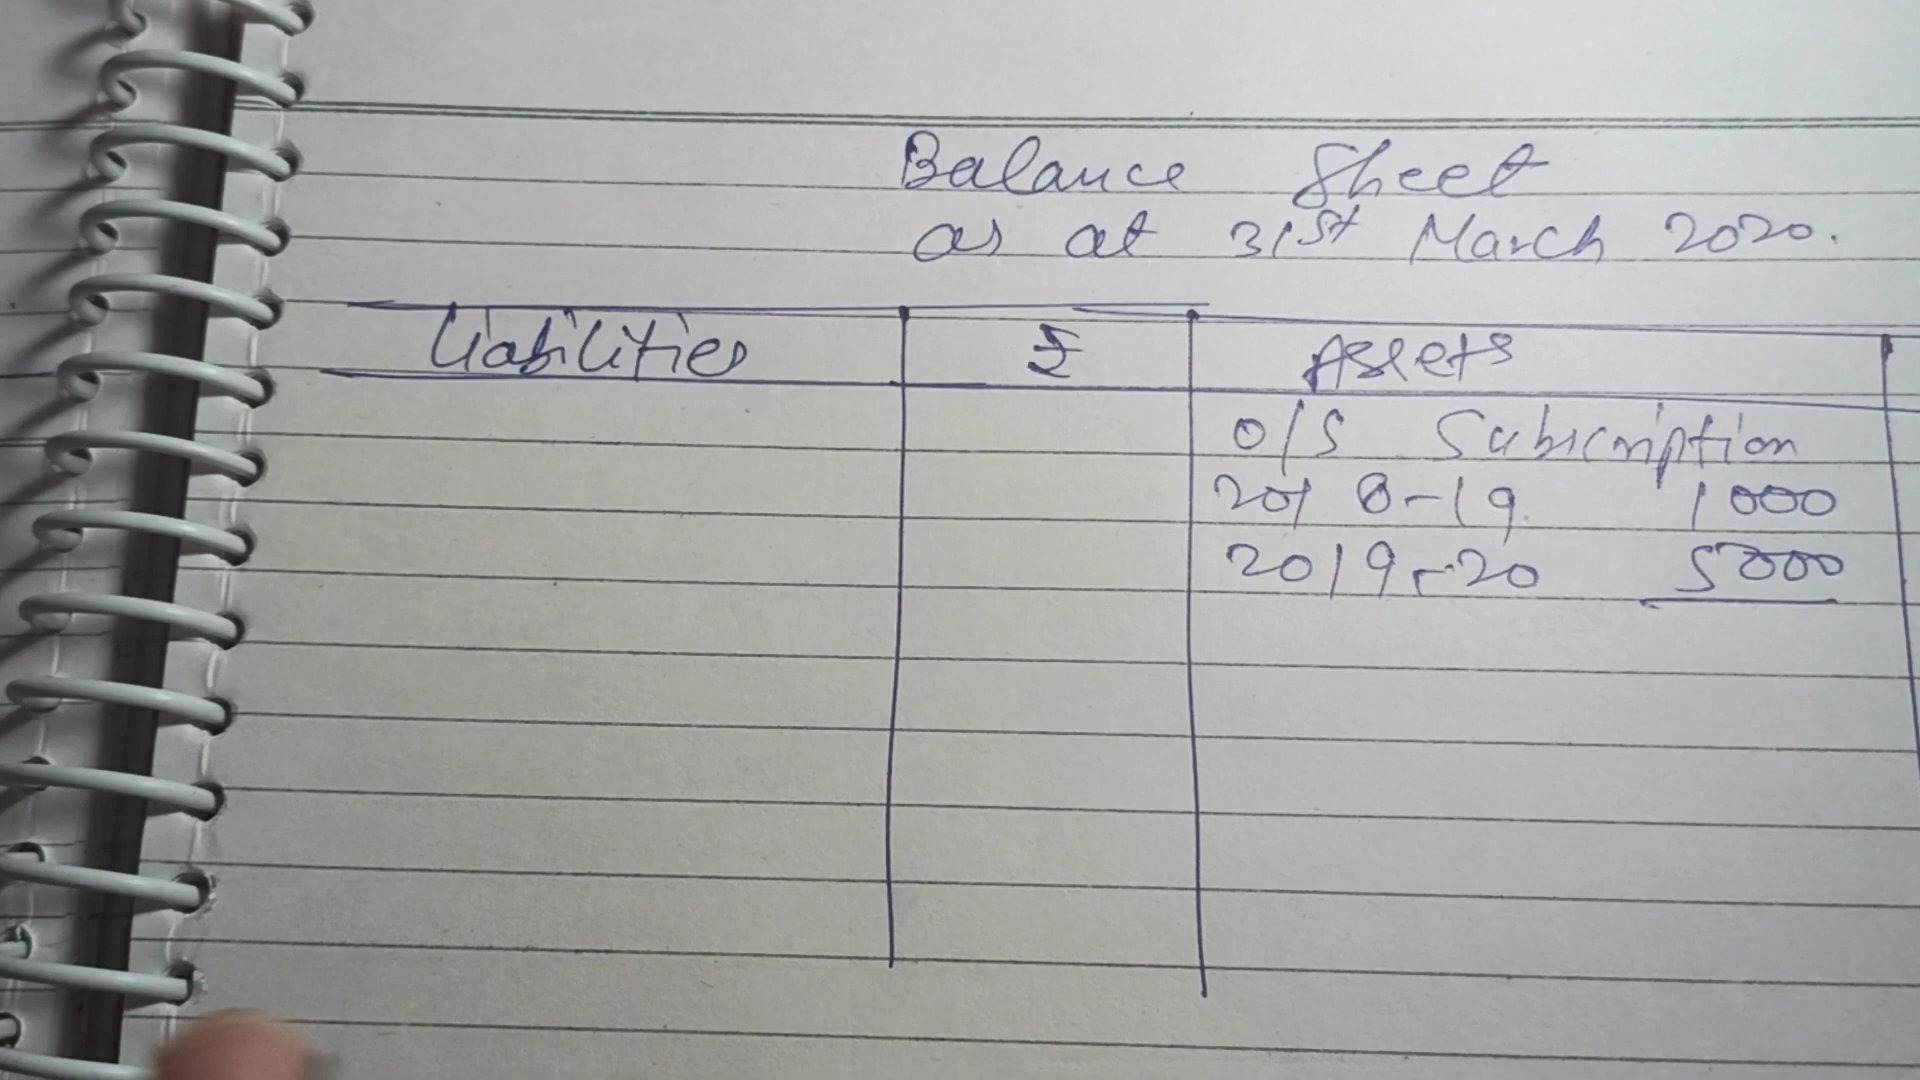 Balance Sheet
as at 31st March 2020.
Liabilities ₹ Assets
O/S Subscription
2018-19 1000
2019-20 5000